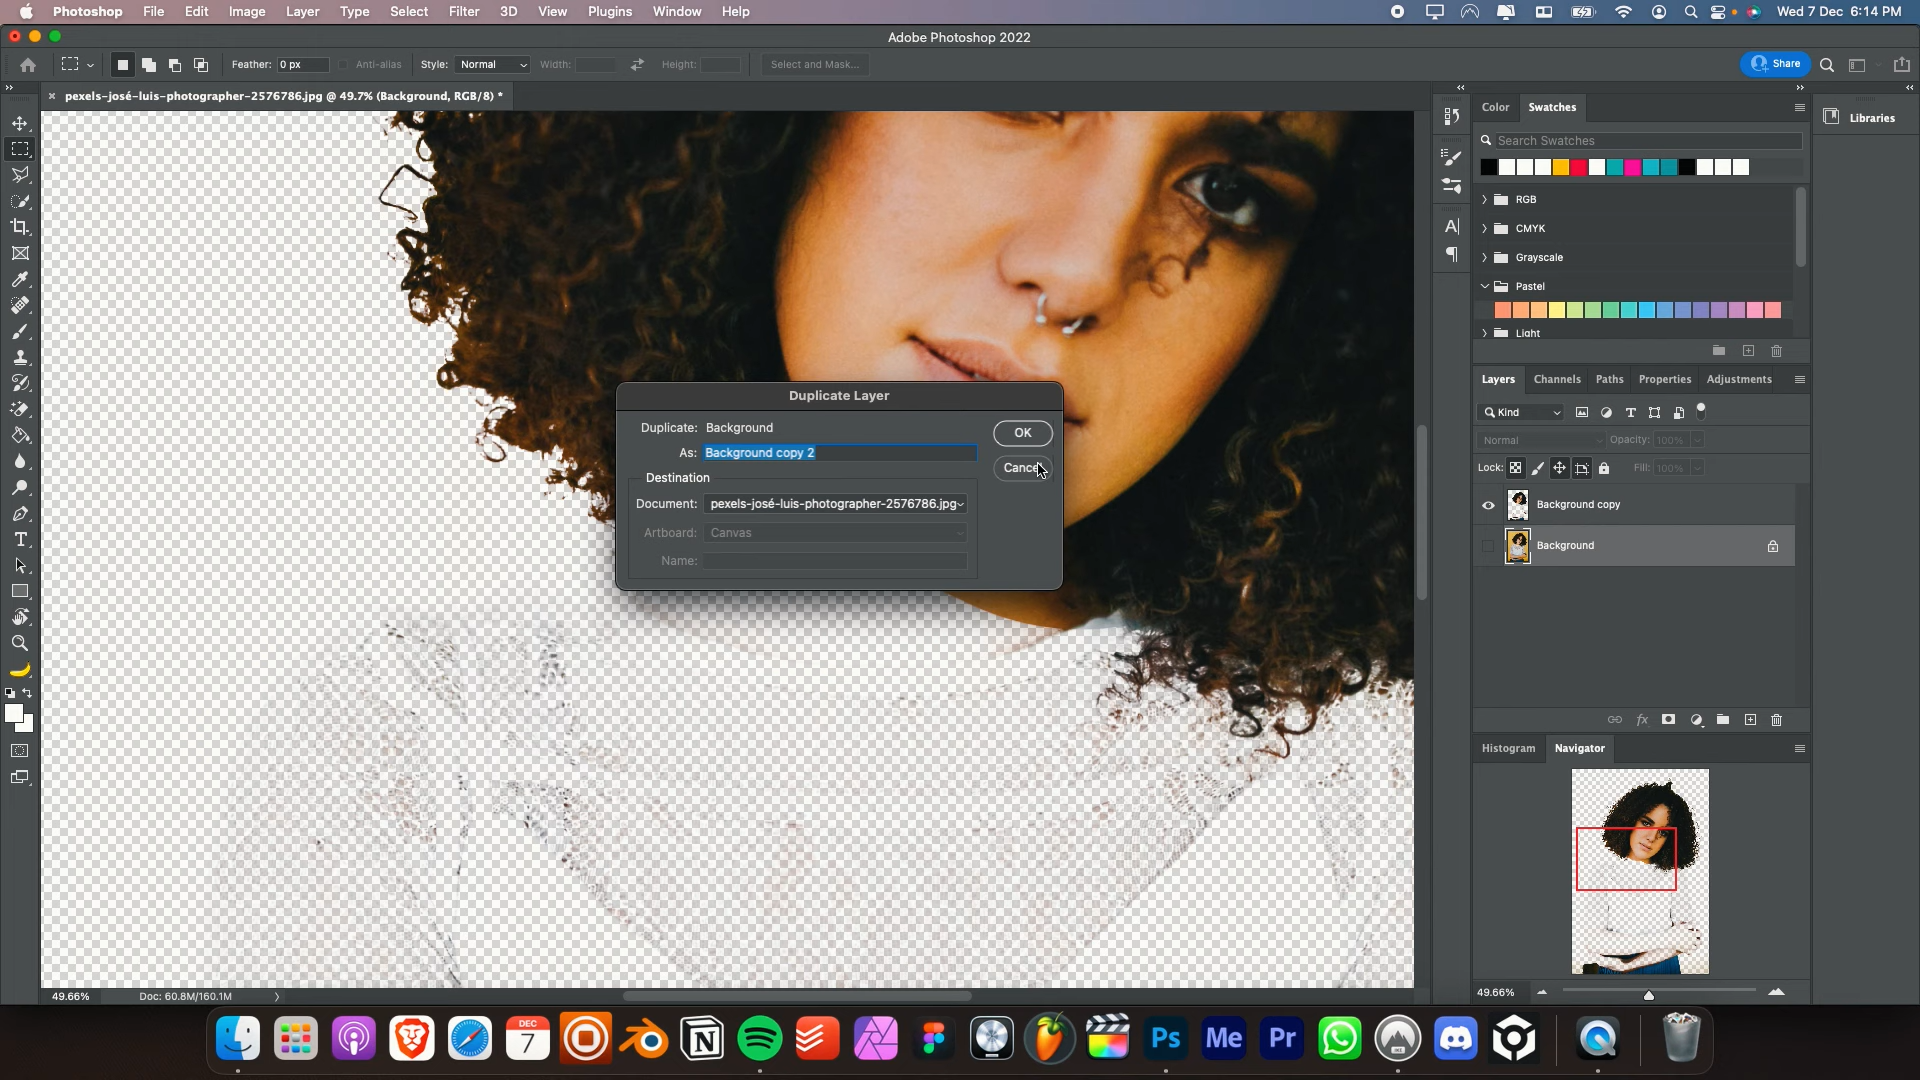 Photoshop File Edit Image Layer Type Select Filter 3D View Plugins Window Help Wed 7 Dec 6:14 PM
Adobe Photoshop 2022
Feather: 0 px Anti-alias Style: Normal Width: Height: Select and Mask... Share
× pexels-josé-luis-photographer-2576786.jpg @ 49.7% (Background, RGB/8) *
Color Swatches
Libraries
Search Swatches
RGB
CMYK
Grayscale
Pastel
Light
Duplicate Layer
Duplicate: Background
OK
As: Background copy 2
Cancel
Destination
Document: pexels-josé-luis-photographer-2576786.jpg
Artboard: Canvas
Name:
Layers Channels Paths Properties Adjustments
Kind
Normal Opacity: 100%
Lock: Fill: 100%
Background copy
Background
fx
Histogram Navigator
49.66%
49.66% Doc: 60.8M/160.1M
DEC
7
Ps Me Pr